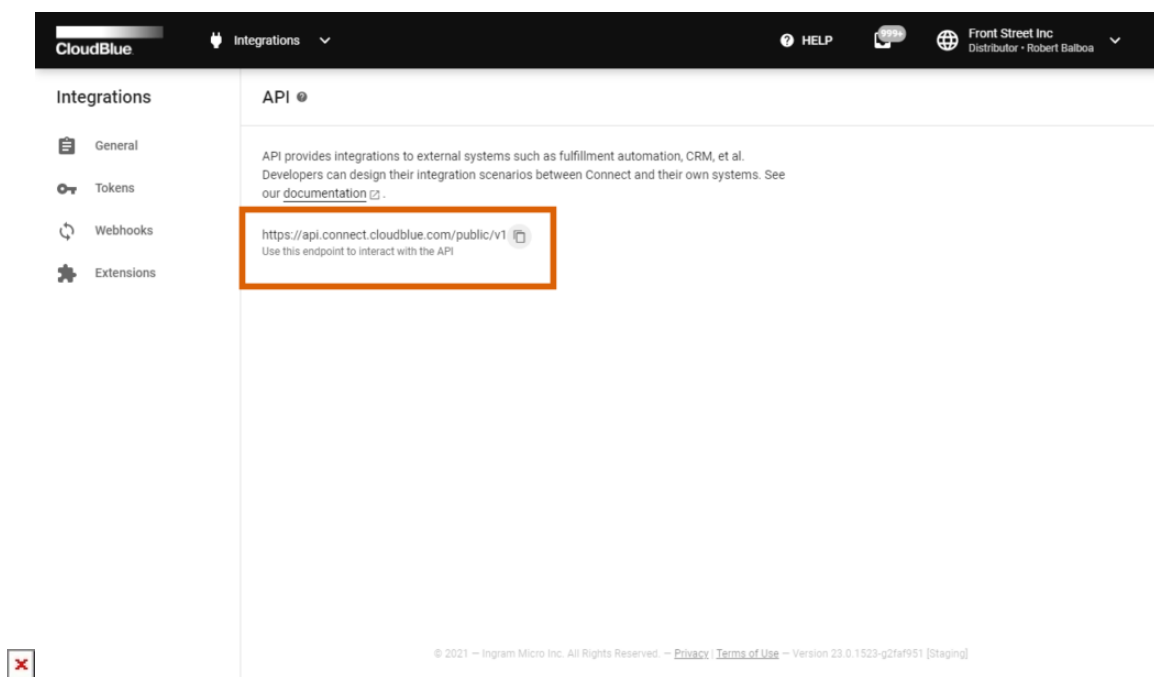 CloudBlue
Integrations
HELP
999+
Front Street Inc
Distributor • Robert Balboa
Integrations
General
Tokens
Webhooks
Extensions
API
API provides integrations to external systems such as fulfillment automation, CRM, et al.
Developers can design their integration scenarios between Connect and their own systems. See
our documentation .
https://api.connect.cloudblue.com/public/v1
Use this endpoint to interact with the API
© 2021 — Ingram Micro Inc. All Rights Reserved. — Privacy | Terms of Use — Version 23.0.1523-g2faf951 [Staging]